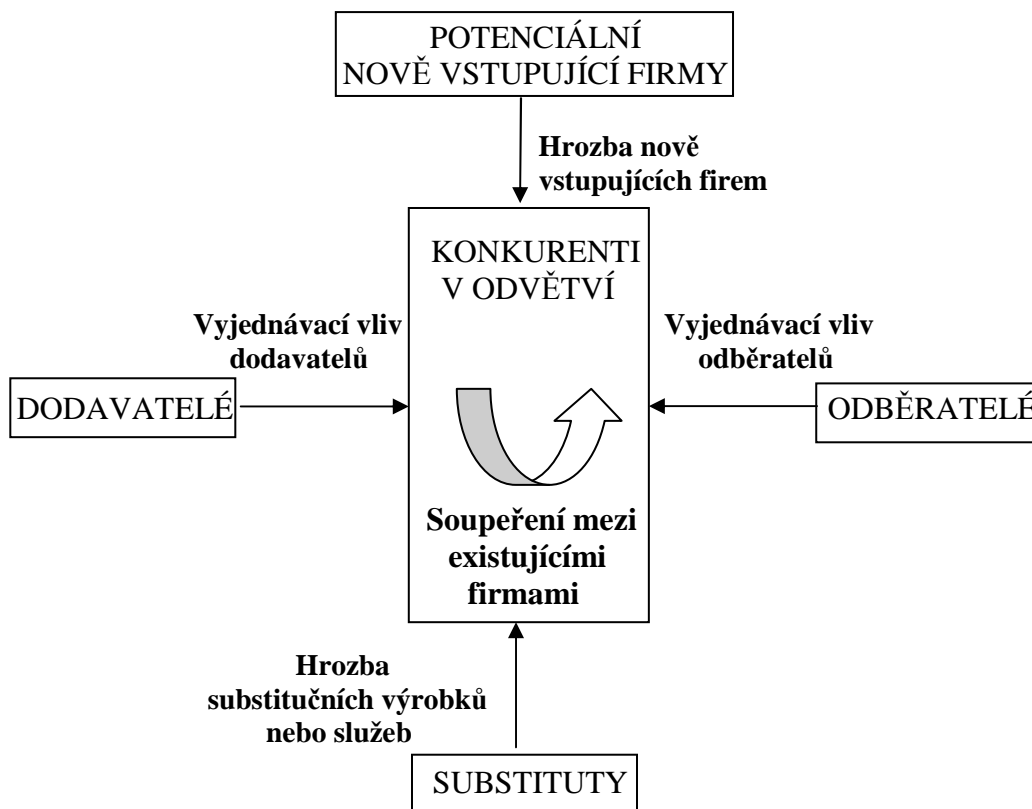 POTENCIÁLNÍ
NOVĚ VSTUPUJÍCÍ FIRMY
Hrozba nově
vstupujících firem
KONKURENTI
V ODVĚTVÍ
Vyjednávací vliv
dodavatelů
Vyjednávací vliv
odběratelů
DODAVATELÉ
ODBĚRATELÉ
Soupeření mezi
existujícími
firmami
Hrozba
substitučních výrobků
nebo služeb
SUBSTITUTY